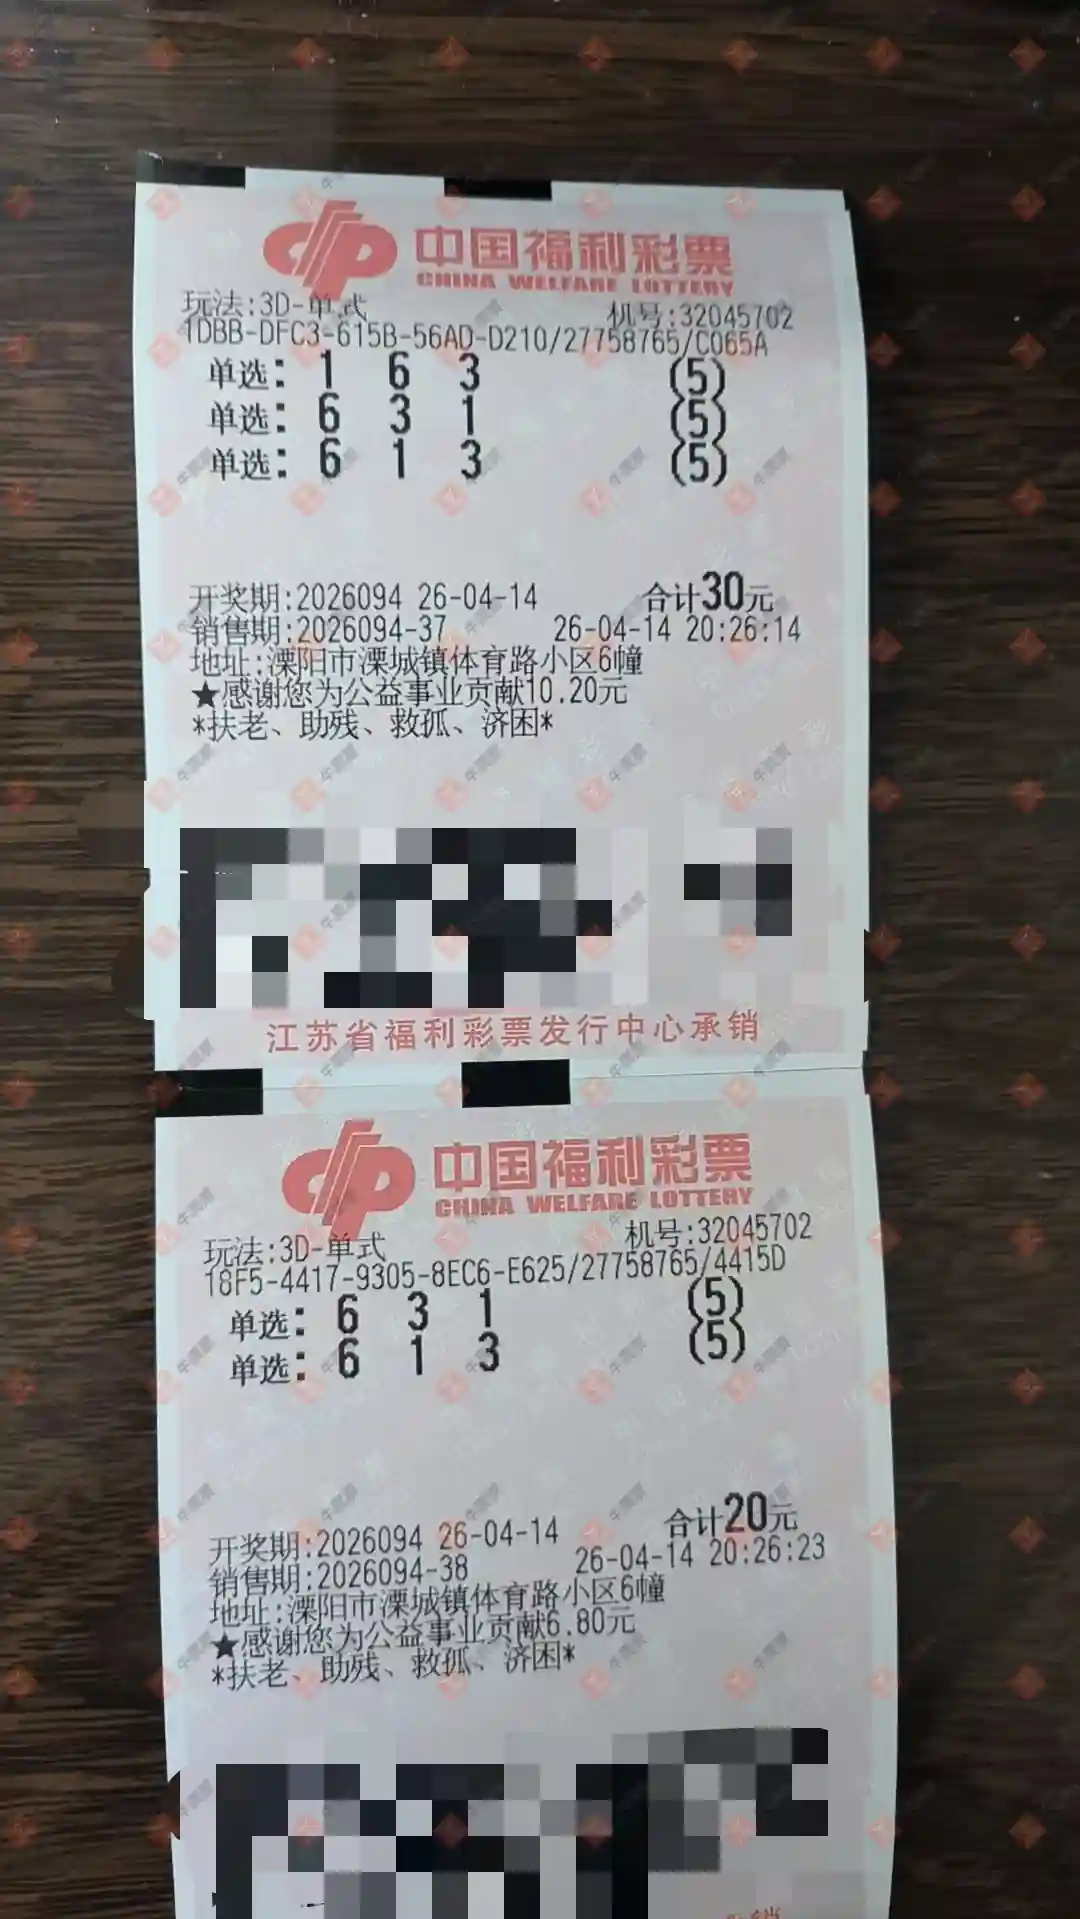 中国福利彩票
CHINA WELFARE LOTTERY
玩法:3D-单式 机号:32045702
1DBB-DFC3-615B-56AD-D210/27758765/C065A
单选: 1 6 3 (5)
单选: 6 3 1 (5)
单选: 6 1 3 (5)
开奖期:2026094 26-04-14 合计30元
销售期:2026094-37 26-04-14 20:26:14
地址:溧阳市溧城镇体育路小区6幢
★感谢您为公益事业贡献10.20元
*扶老、助残、救孤、济困*
江苏省福利彩票发行中心承销
中国福利彩票
CHINA WELFARE LOTTERY
玩法:3D-单式 机号:32045702
18F5-4417-9305-8EC6-E625/27758765/4415D
单选: 6 3 1 (5)
单选: 6 1 3 (5)
开奖期:2026094 26-04-14 合计20元
销售期:2026094-38 26-04-14 20:26:23
地址:溧阳市溧城镇体育路小区6幢
★感谢您为公益事业贡献6.80元
*扶老、助残、救孤、济困*